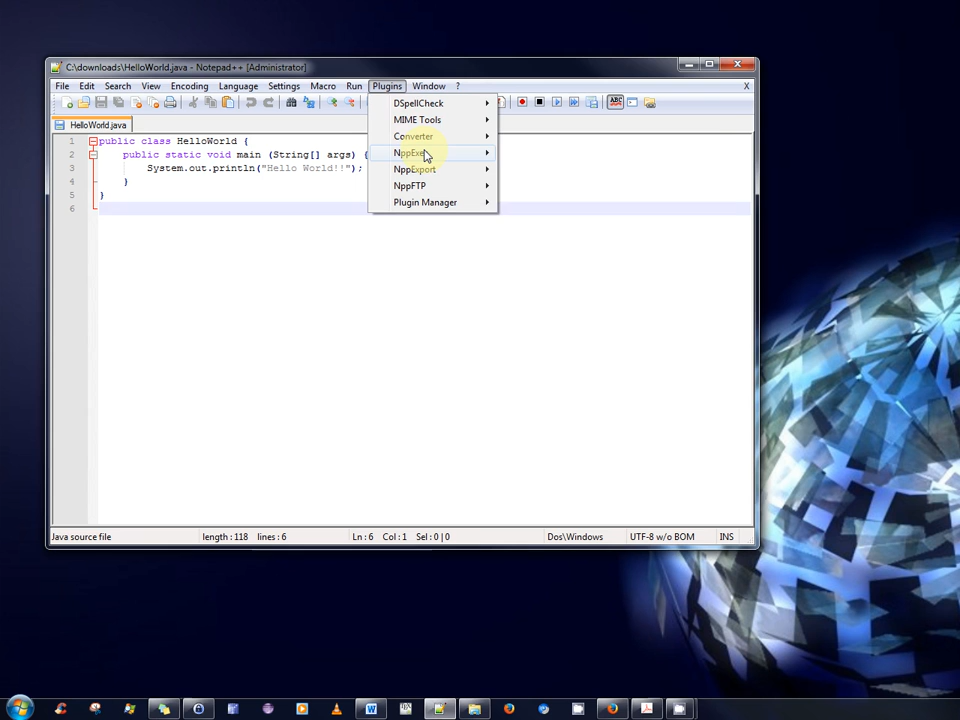 C:\downloads\HelloWorld.java - Notepad++ [Administrator]
File Edit Search View Encoding Language Settings Macro Run Plugins Window ? X
ABC
HelloWorld.java
1 public class HelloWorld {
2 public static void main (String[] args) {
3 System.out.println("Hello World!!");
4 }
5 }
6
DSpellCheck
MIME Tools
Converter
NppExec
NppExport
NppFTP
Plugin Manager
Java source file length : 118 lines : 6 Ln : 6 Col : 1 Sel : 0 | 0 Dos\Windows UTF-8 w/o BOM INS